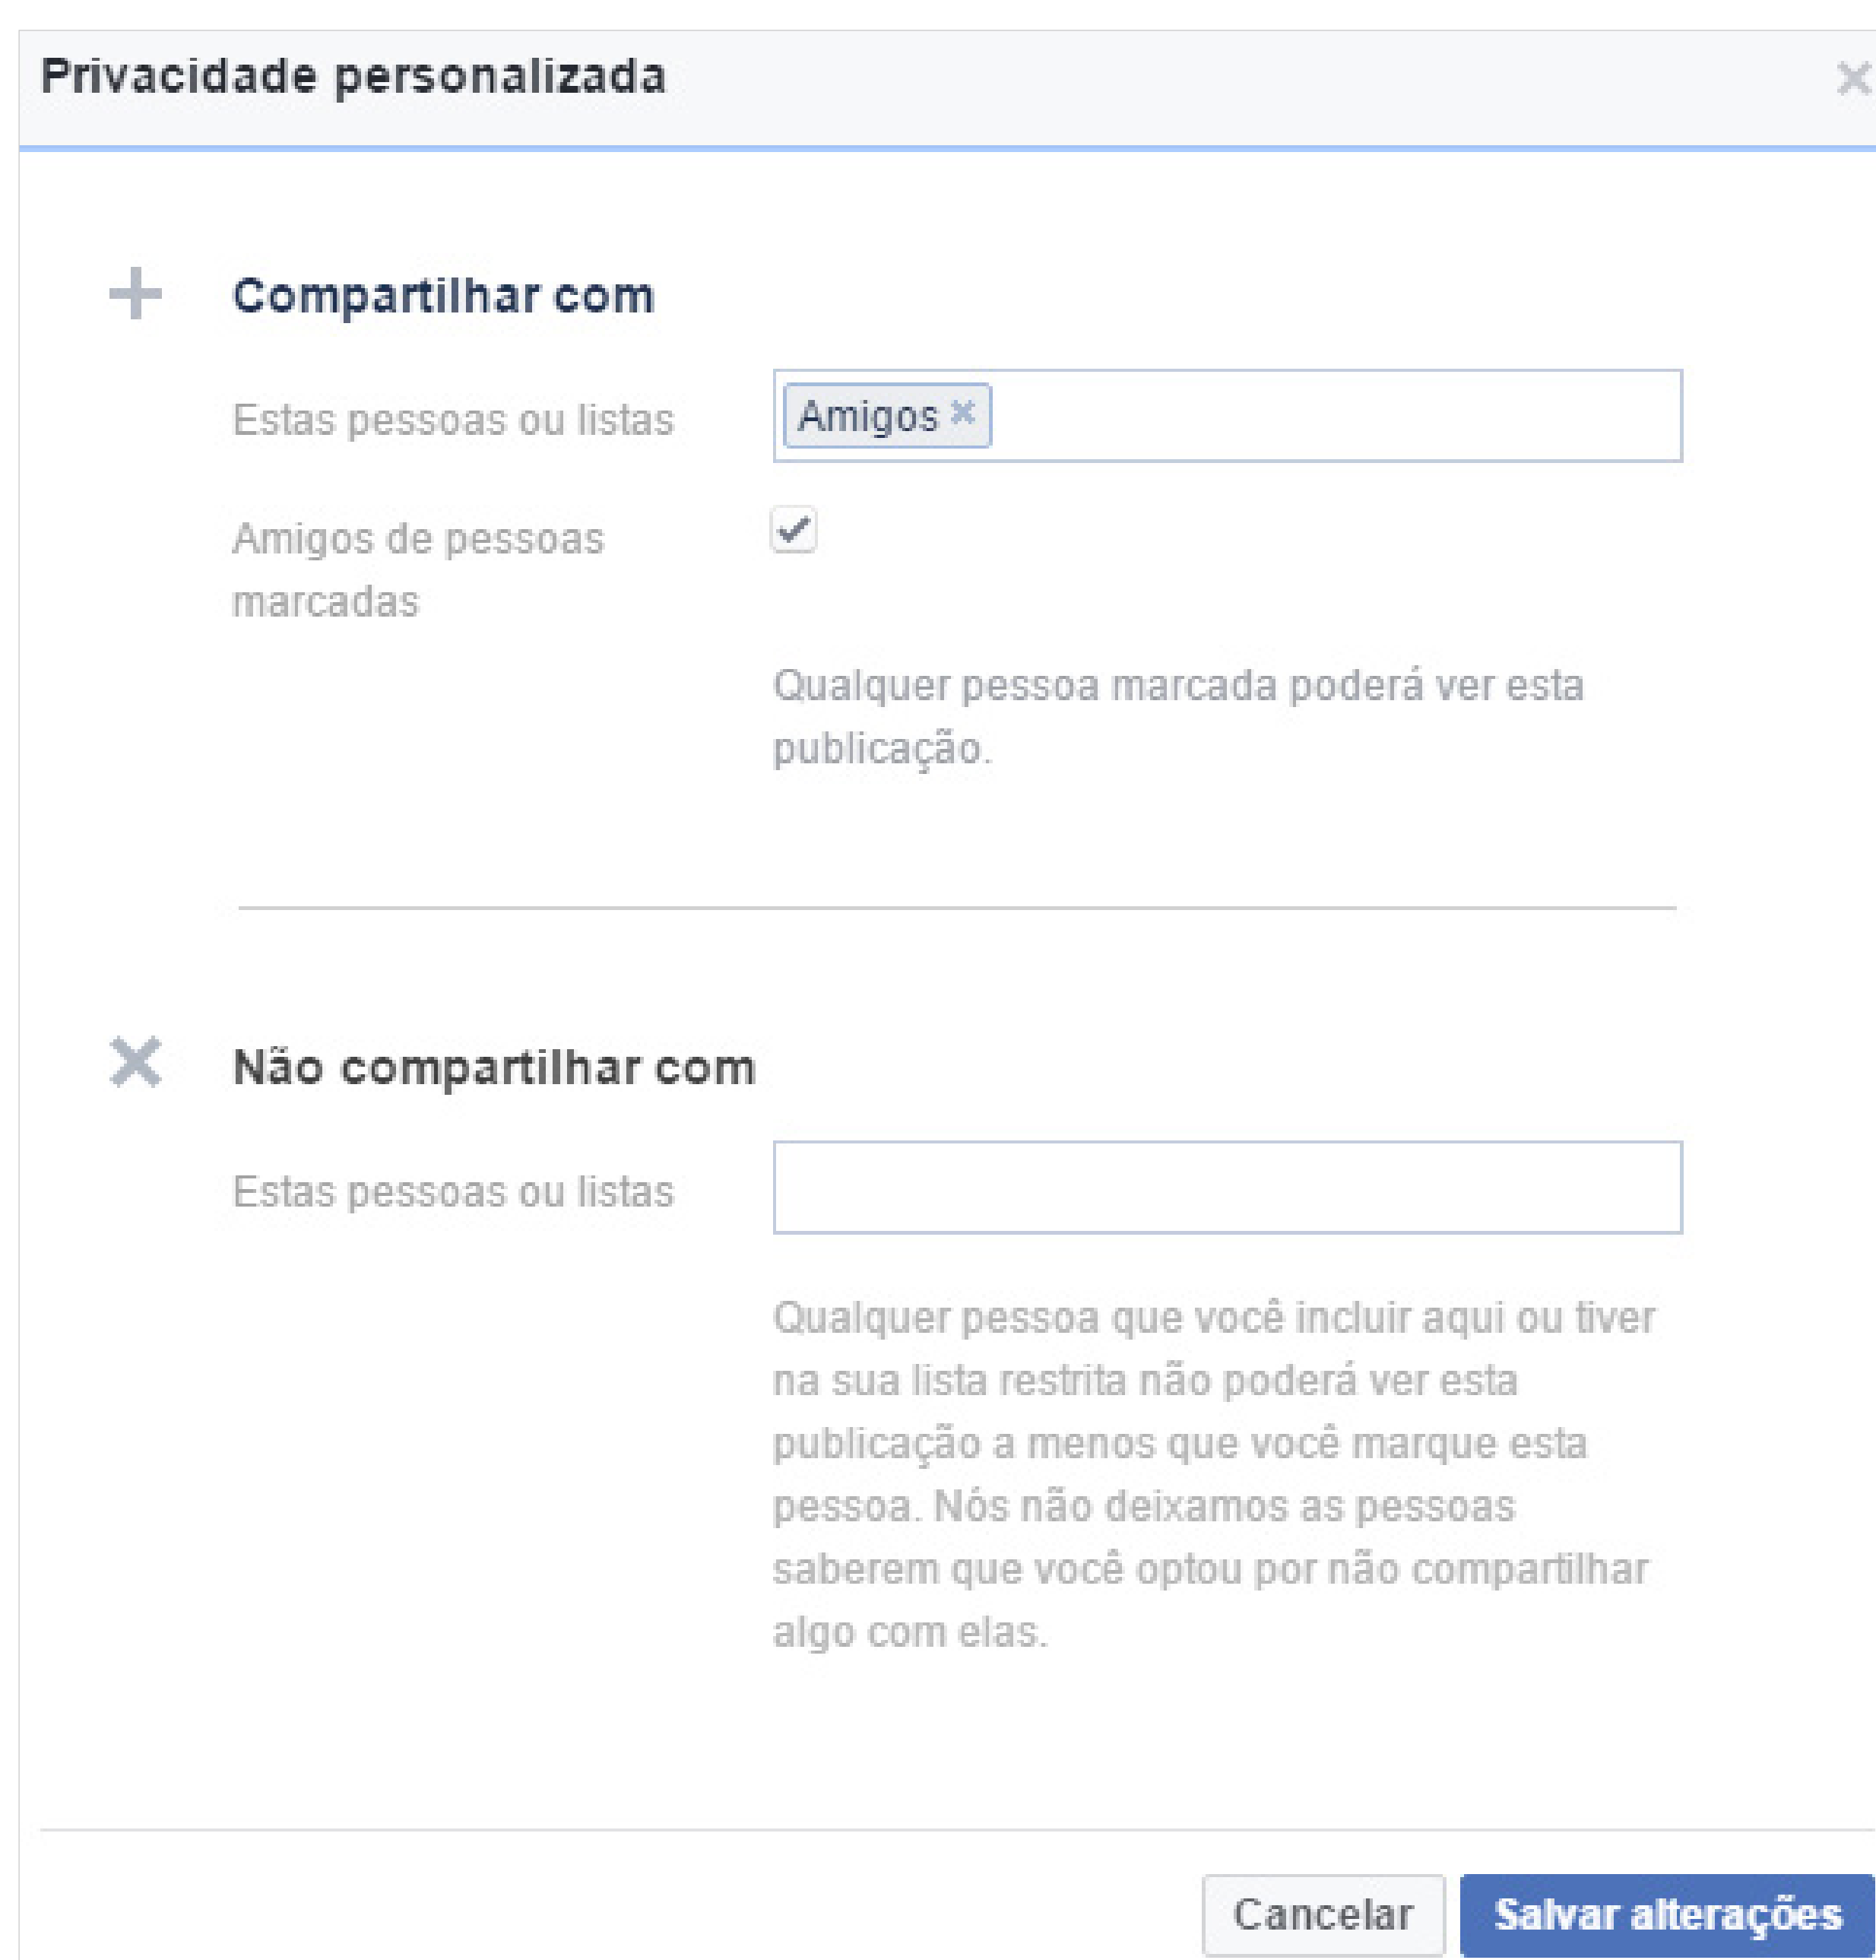 Privacidade personalizada
Compartilhar com
Estas pessoas ou listas
Amigos
Amigos de pessoas
marcadas
Qualquer pessoa marcada poderá ver esta
publicação.
Não compartilhar com
Estas pessoas ou listas
Qualquer pessoa que você incluir aqui ou tiver
na sua lista restrita não poderá ver esta
publicação a menos que você marque esta
pessoa. Nós não deixamos as pessoas
saberem que você optou por não compartilhar
algo com elas.
Cancelar
Salvar alterações